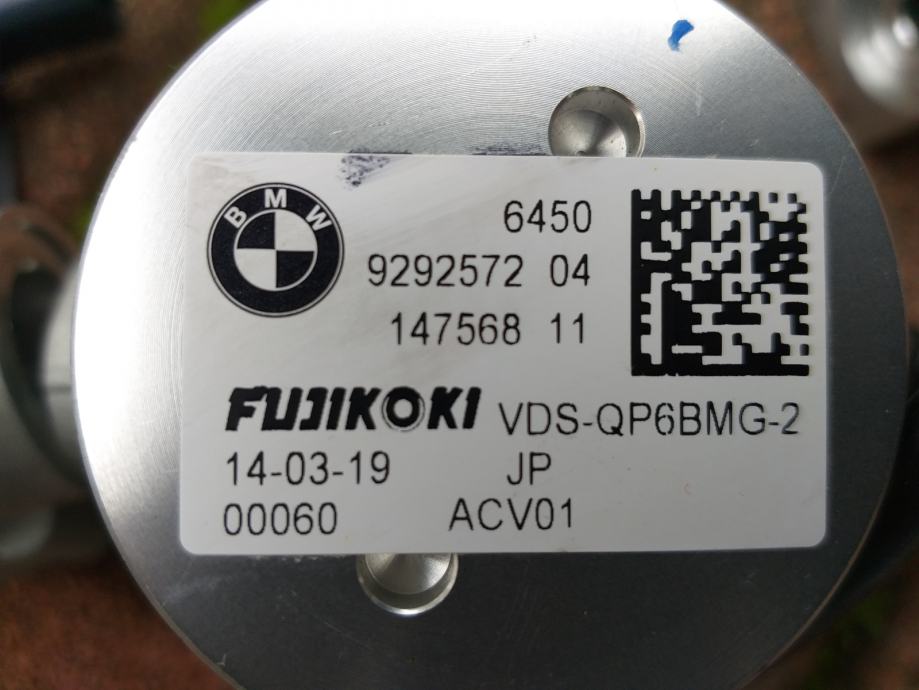 BMW
6450
9292572 04
147568 11
FUJIKOKI VDS-QP6BMG-2
14-03-19 JP
00060 ACV01